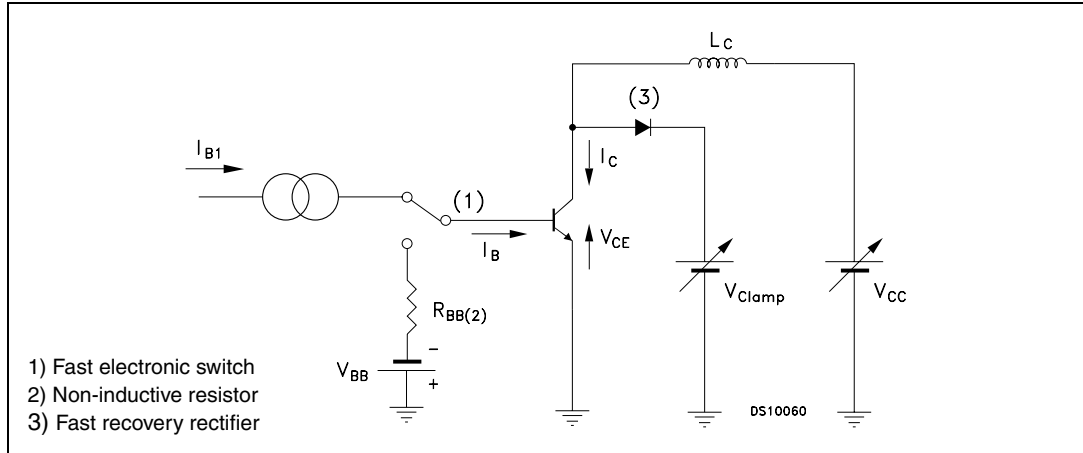 L_C
(3)
I_B1
I_C
(1)
I_B
V_CE
V_Clamp
V_CC
R_BB(2)
V_BB
-
+
1) Fast electronic switch
2) Non-inductive resistor
3) Fast recovery rectifier
DS10060